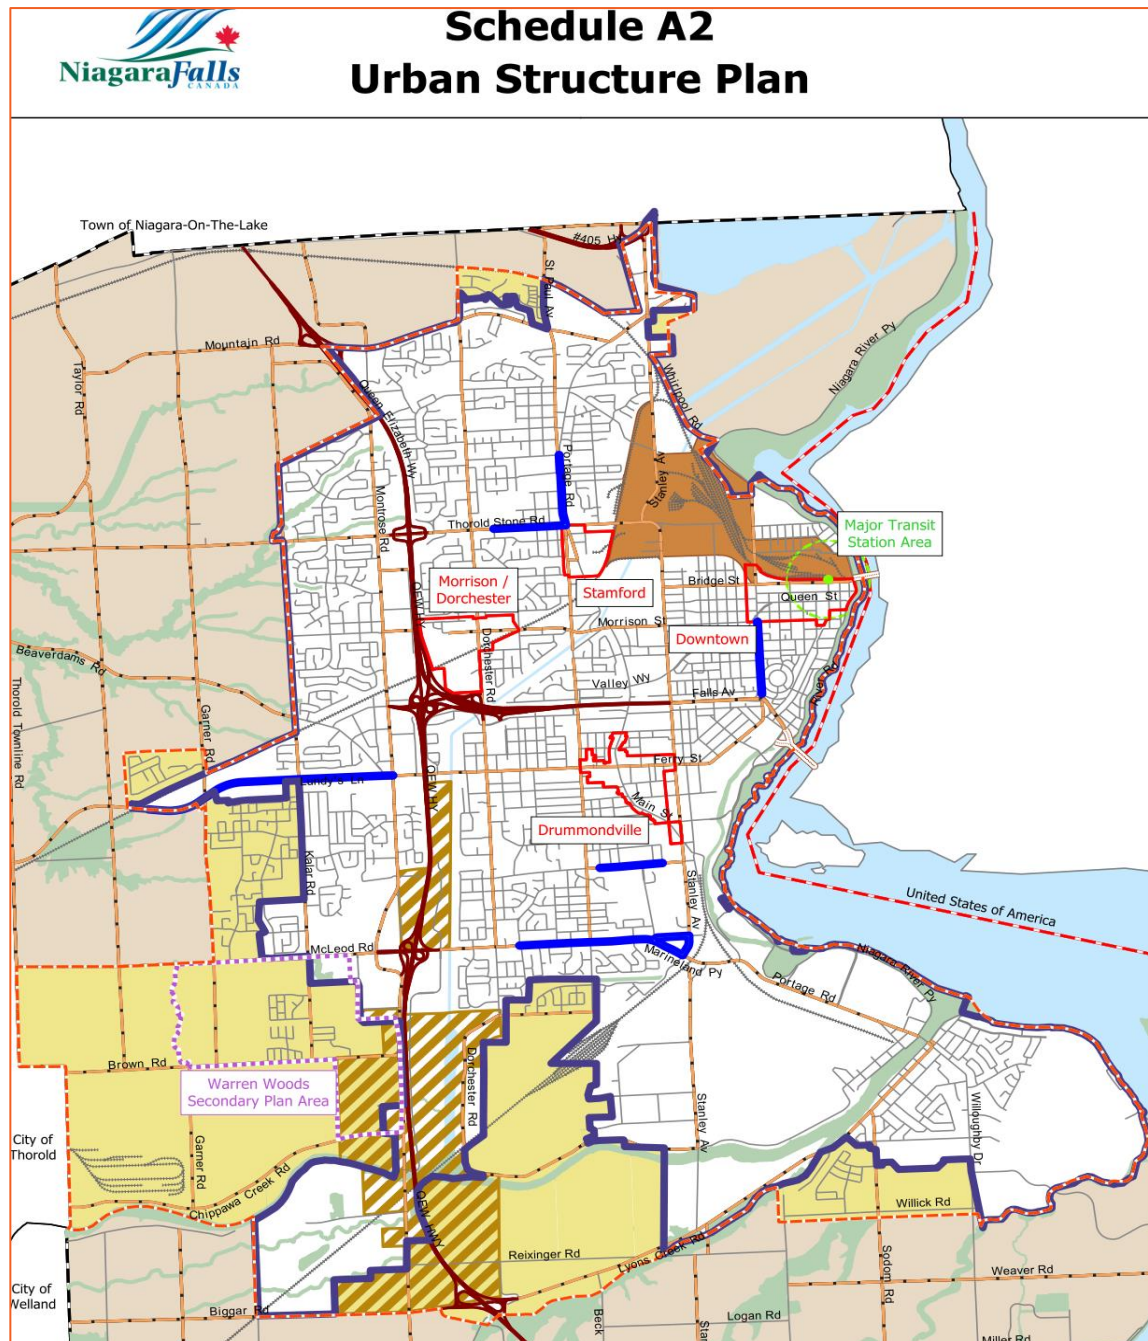 Schedule A2
Urban Structure Plan
NiagaraFalls
CANADA
Town of Niagara-On-The-Lake
#405 Hy
St. Paul Av
Mountain Rd
Taylor Rd
Queen Elizabeth Wy
Whirlpool Rd
Niagara River Py
Portage Rd
Stanley Av
Montrose Rd
Thorold Stone Rd
Major Transit
Station Area
Morrison /
Dorchester
Stamford
Bridge St
Queen St
QEW HY
Morrison St
Downtown
Dorchester Rd
Beaverdams Rd
Valley Wy
Falls Av
River Rd
Thorold Townline Rd
Garner Rd
Ferry St
Lundy's Ln
QEW HY
Main St
Drummondville
Kalar Rd
Stanley Av
United States of America
McLeod Rd
Marineland Py
Niagara River Py
Portage Rd
Brown Rd
Dorchester Rd
Warren Woods
Secondary Plan Area
Willoughby Dr
City of
Thorold
Garner Rd
Stanley Av
Chippawa Creek Rd
Willick Rd
QEW HWY
Reixinger Rd
Lyons Creek Rd
Sodom Rd
Weaver Rd
City of
Welland
Biggar Rd
Beck
Sta
Logan Rd
Miller Rd